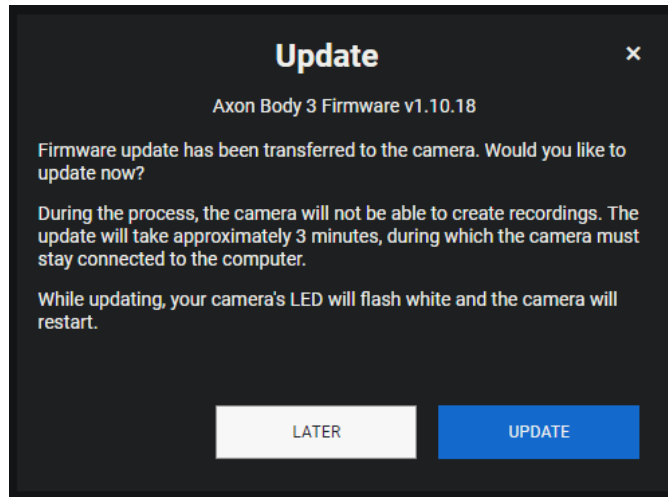 Update
×
Axon Body 3 Firmware v1.10.18
Firmware update has been transferred to the camera. Would you like to
update now?
During the process, the camera will not be able to create recordings. The
update will take approximately 3 minutes, during which the camera must
stay connected to the computer.
While updating, your camera's LED will flash white and the camera will
restart.
LATER
UPDATE